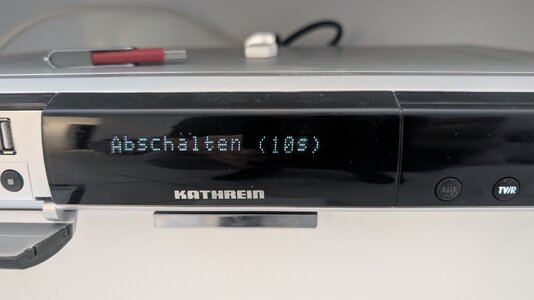 Abschalten (10s)
KATHREIN
AUX
TV/R